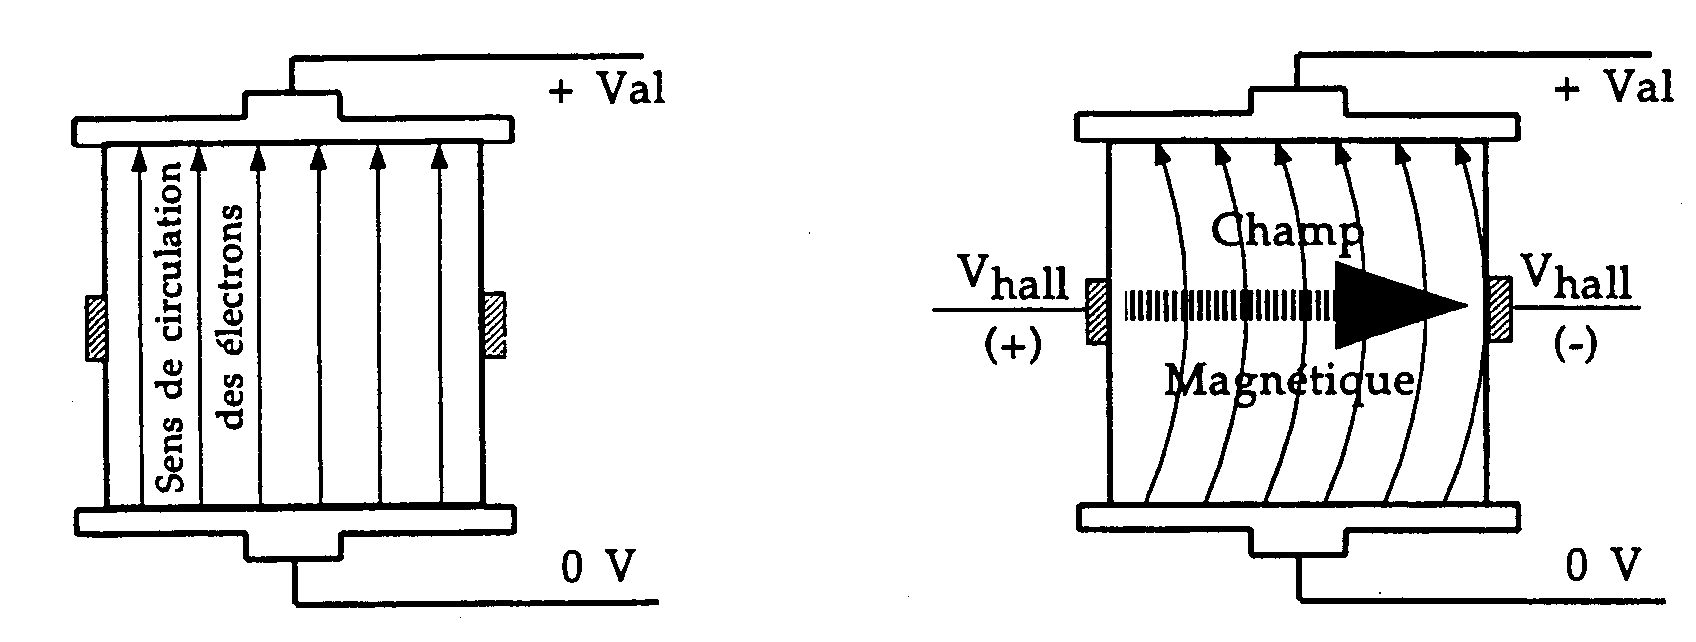 + Val
Sens de circulation
des électrons
0 V
+ Val
Champ
Vhall
(+)
Vhall
(-)
Magnétique
0 V